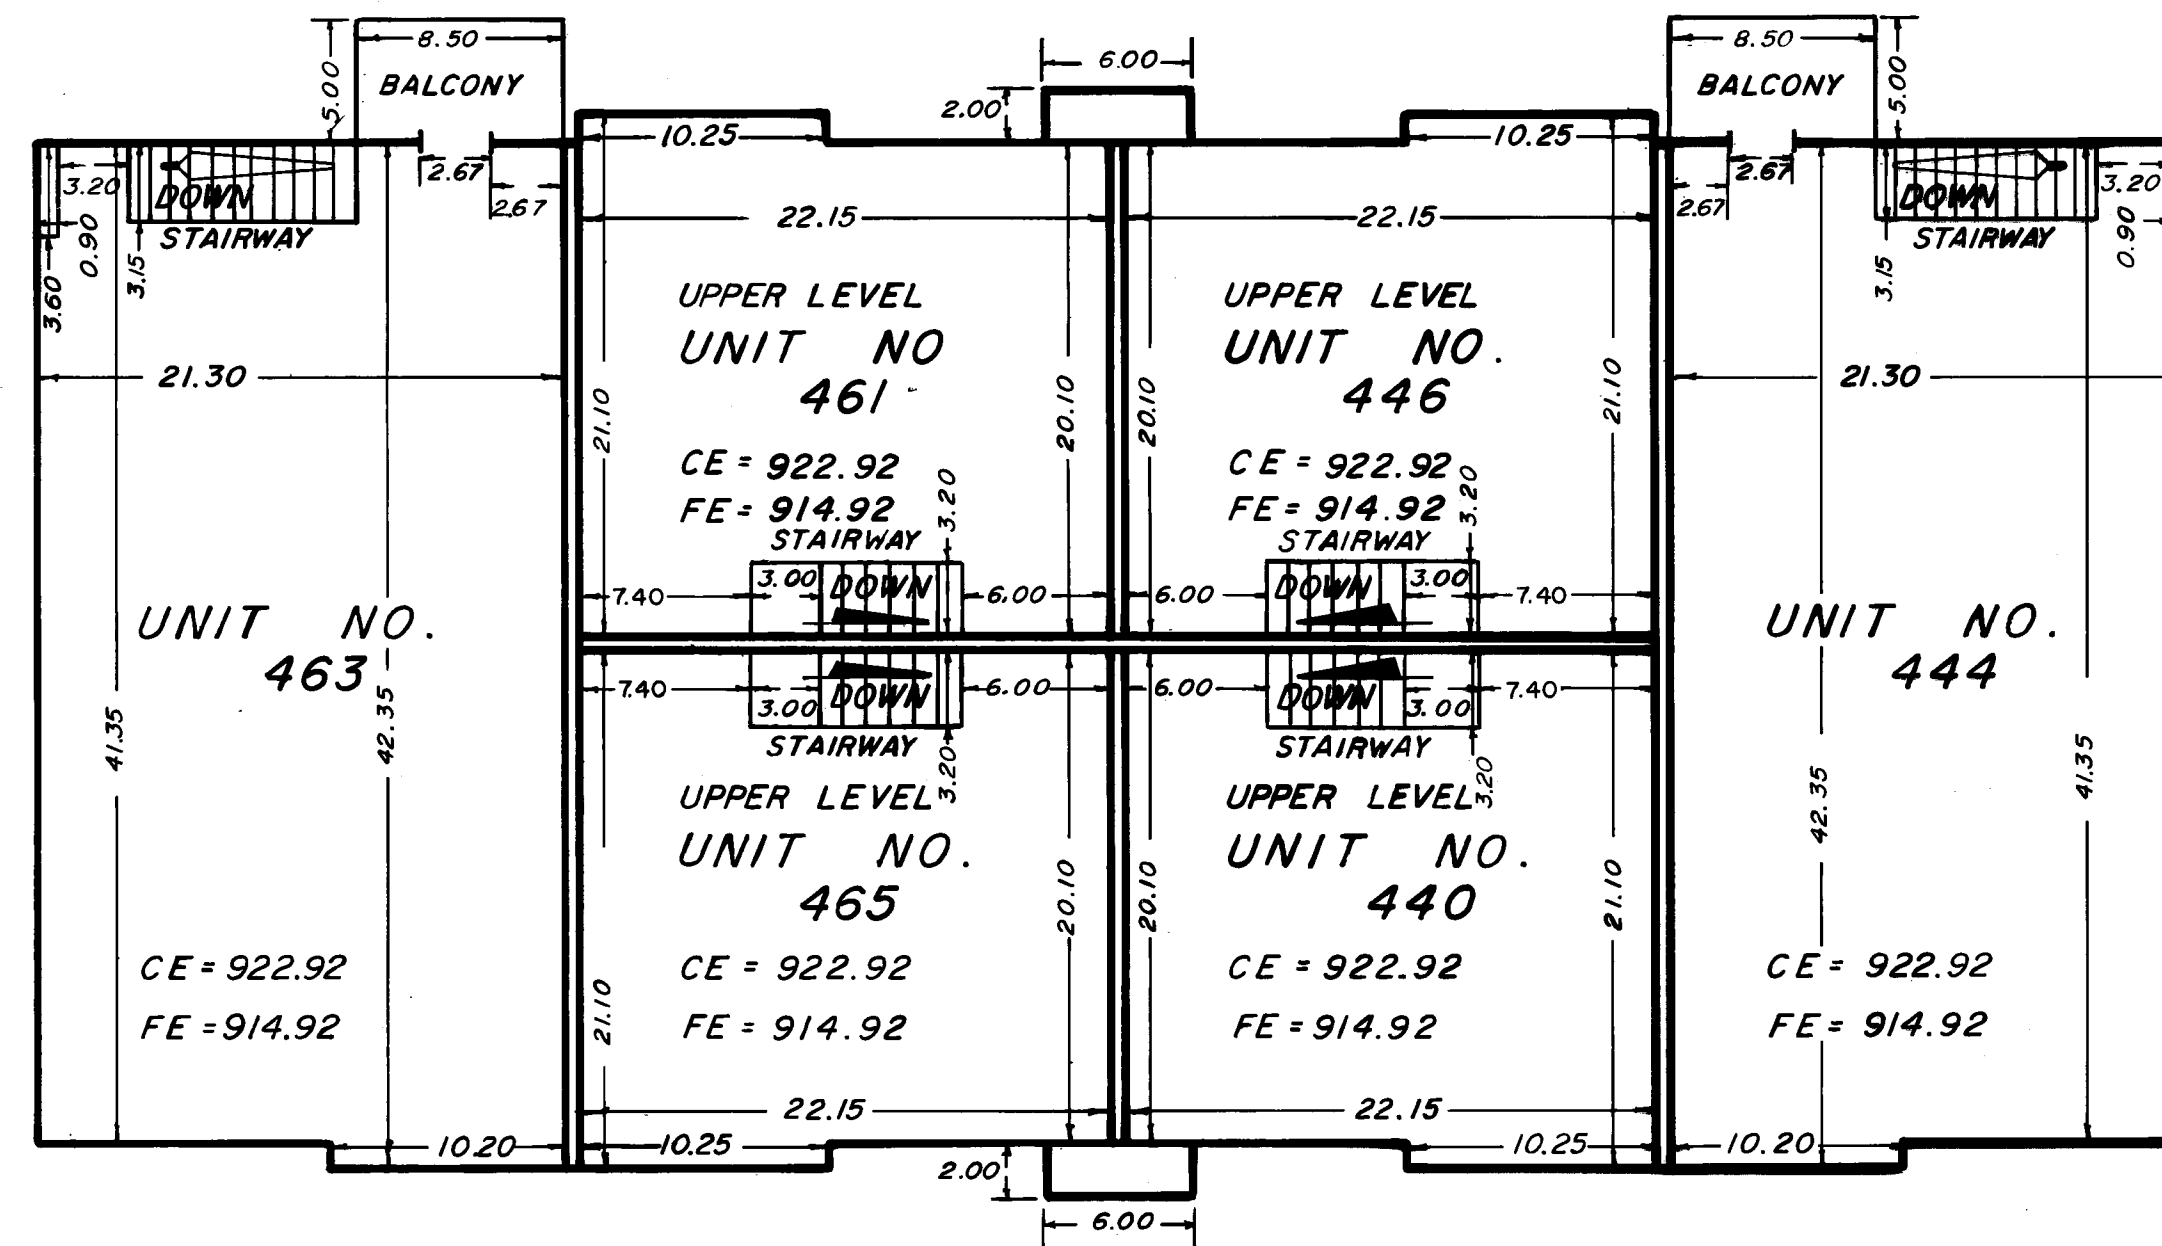 8.50
BALCONY
5.00
6.00
2.00
8.50
BALCONY
5.00
10.25
10.25
3.20
DOWN
STAIRWAY
2.67
2.67
0.90
3.60
3.15
22.15
22.15
2.67
2.67
DOWN
STAIRWAY
3.20
0.90
3.15
UPPER LEVEL
UNIT NO
461
CE = 922.92
FE = 914.92
STAIRWAY
UPPER LEVEL
UNIT NO.
446
CE = 922.92
FE = 914.92
STAIRWAY
21.30
21.30
21.10
20.10
20.10
21.10
3.20
3.20
7.40
3.00
DOWN
6.00
6.00
DOWN
3.00
7.40
UNIT NO.
463
41.35
42.35
CE = 922.92
FE = 914.92
UNIT NO.
444
42.35
41.35
CE = 922.92
FE = 914.92
7.40
3.00
DOWN
6.00
6.00
DOWN
3.00
7.40
STAIRWAY
3.20
STAIRWAY
3.20
UPPER LEVEL
UNIT NO.
465
CE = 922.92
FE = 914.92
UPPER LEVEL
UNIT NO.
440
CE = 922.92
FE = 914.92
21.10
20.10
20.10
21.10
22.15
22.15
10.20
10.25
10.25
10.20
2.00
6.00